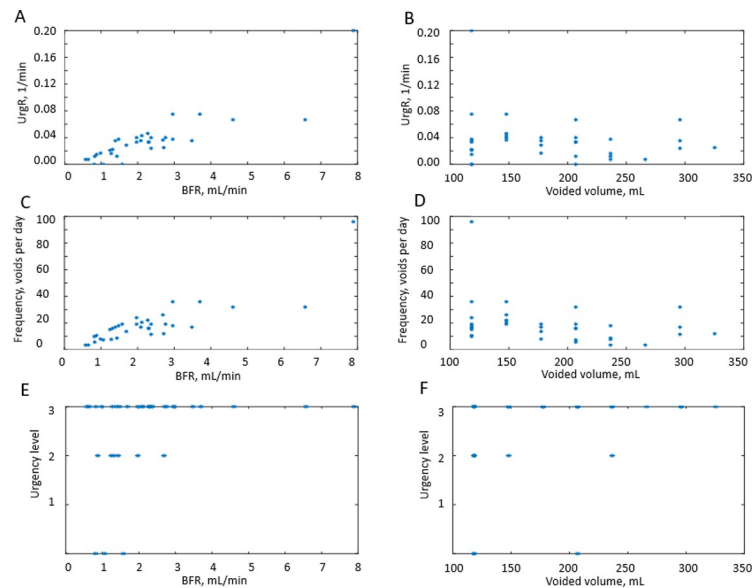 A
UrgR, 1/min
0.20
0.16
0.12
0.08
0.04
0.00
0 1 2 3 4 5 6 7 8
BFR, mL/min
B
UrgR, 1/min
0.20
0.16
0.12
0.08
0.04
0.00
100 150 200 250 300 350
Voided volume, mL
C
Frequency, voids per day
100
80
60
40
20
0
0 1 2 3 4 5 6 7 8
BFR, mL/min
D
Frequency, voids per day
100
80
60
40
20
0
100 150 200 250 300 350
Voided volume, mL
E
Urgency level
3
2
1
0 1 2 3 4 5 6 7 8
BFR, mL/min
F
Urgency level
3
2
1
100 150 200 250 300 350
Voided volume, mL